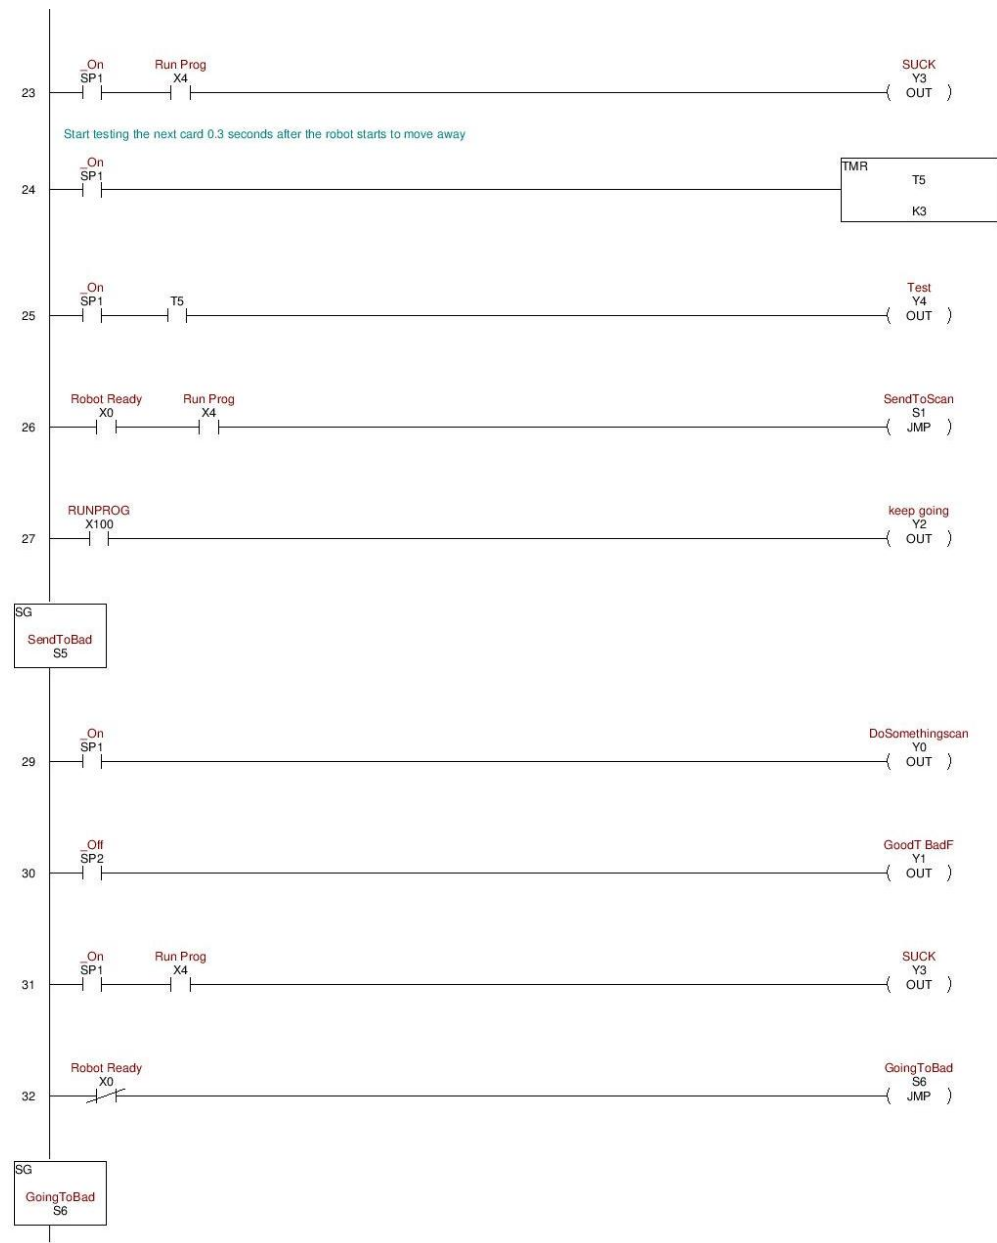 _On Run Prog SUCK
SP1 X4 Y3
23 OUT
Start testing the next card 0.3 seconds after the robot starts to move away
_On TMR
SP1 T5
24 K3
_On Test
SP1 T5 Y4
25 OUT
Robot Ready Run Prog SendToScan
X0 X4 S1
26 JMP
RUNPROG keep going
X100 Y2
27 OUT
SG
SendToBad
S5
_On DoSomethingscan
SP1 Y0
29 OUT
_Off GoodT BadF
SP2 Y1
30 OUT
_On Run Prog SUCK
SP1 X4 Y3
31 OUT
Robot Ready GoingToBad
X0 S6
32 JMP
SG
GoingToBad
S6